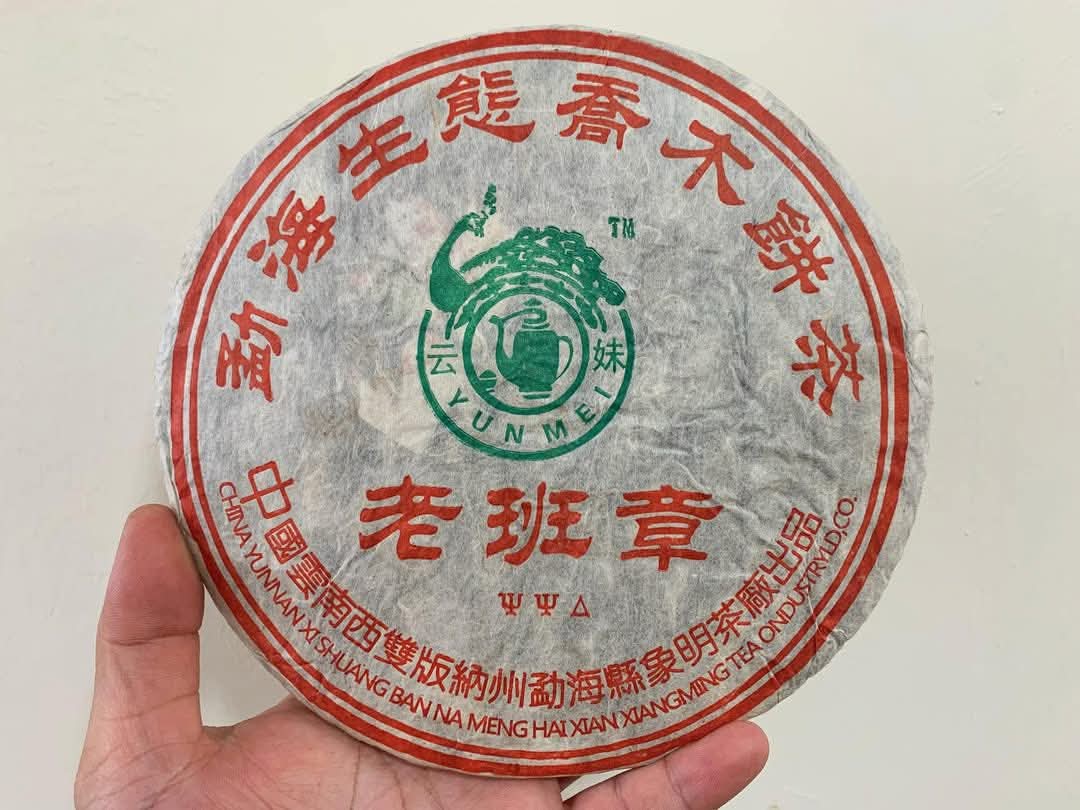 勐海生態喬木餅茶
TM
云妹
YUNMEI
老班章
中國雲南西雙版納州勐海縣象明茶廠出品
CHINA YUNNAN XI SHUANG BAN NA MENG HAI XIAN XIANGMING TEA ONDUSTRY.LD,CO.